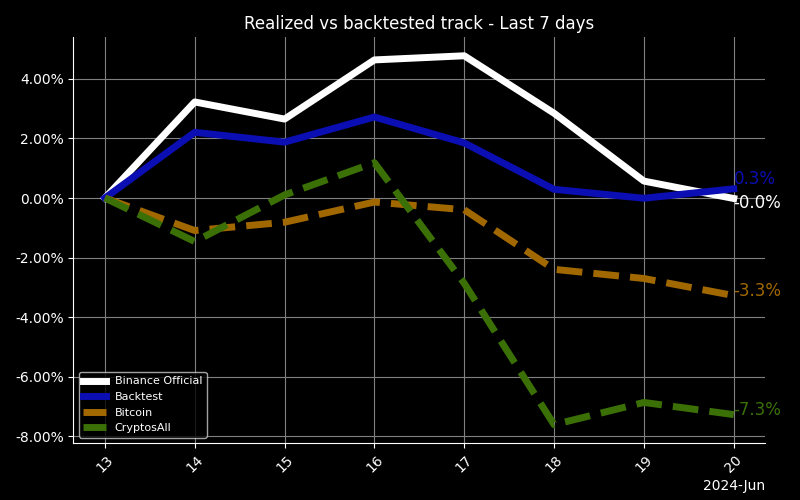 Realized vs backtested track - Last 7 days
4.00%
2.00%
0.00%
-2.00%
-4.00%
-6.00%
-8.00%
0.3%
-0.0%
-3.3%
-7.3%
Binance Official
Backtest
Bitcoin
CryptosAll
13 14 15 16 17 18 19 20
2024-Jun